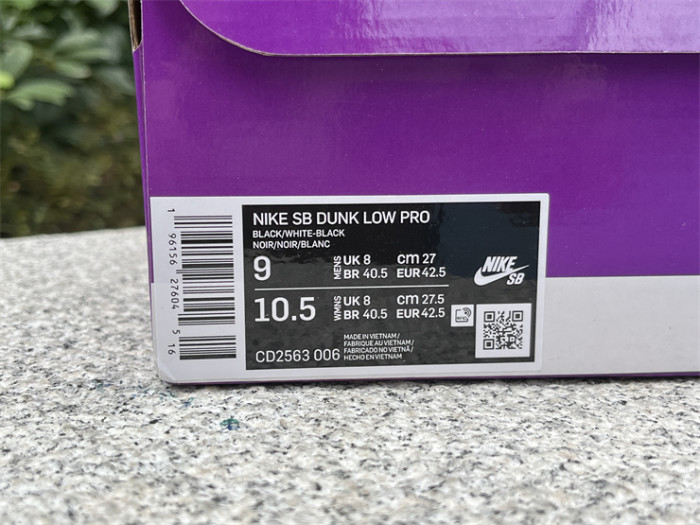 NIKE SB DUNK LOW PRO
BLACK/WHITE-BLACK
NOIR/NOIR/BLANC
9 MENS UK 8 cm 27
BR 40.5 EUR 42.5
10.5 WMNS UK 8 cm 27.5
BR 40.5 EUR 42.5
CD2563 006
MADE IN VIETNAM/
FABRIQUE AU VIETNAM/
FABRICADO NO VIETNÃ/
HECHO EN VIETNAM
NIKE
SB
1 96156 27604 5 16